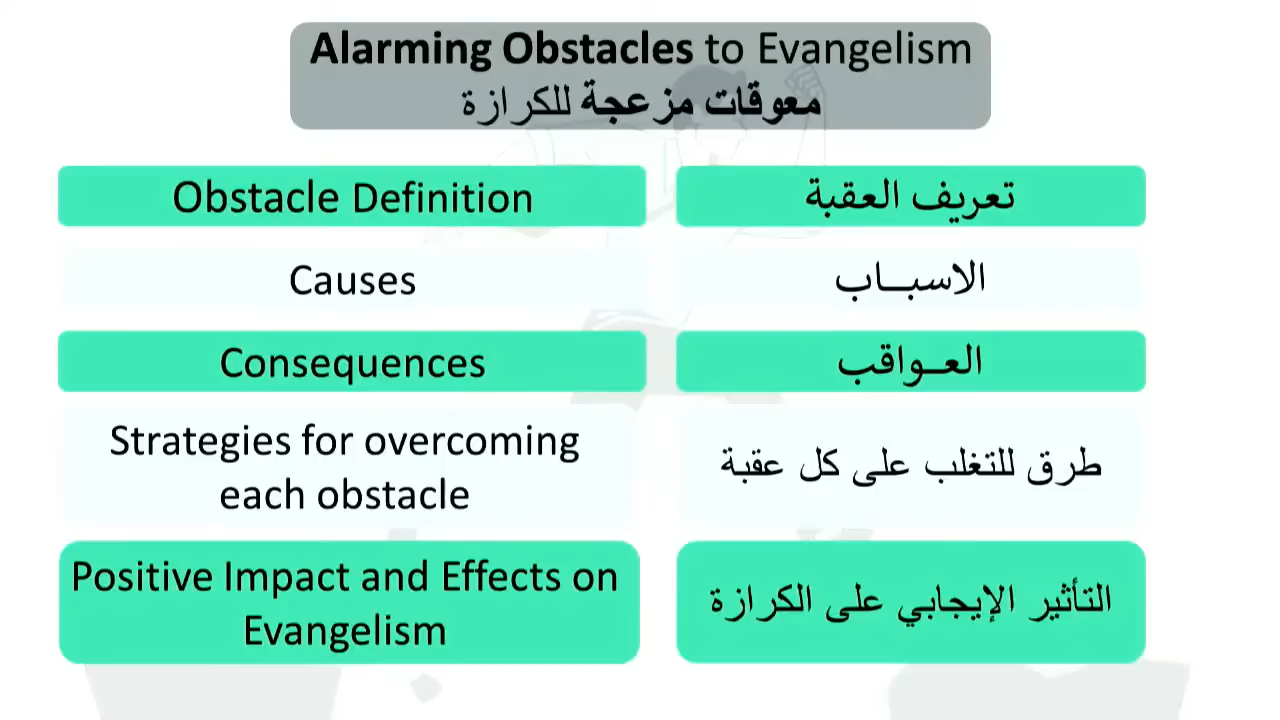 Alarming Obstacles to Evangelism
معوقات مزعجة للكرازة
Obstacle Definition
تعريف العقبة
Causes
الاسبــاب
Consequences
العـواقب
Strategies for overcoming
each obstacle
طرق للتغلب على كل عقبة
Positive Impact and Effects on
Evangelism
التأثير الإيجابي على الكرازة